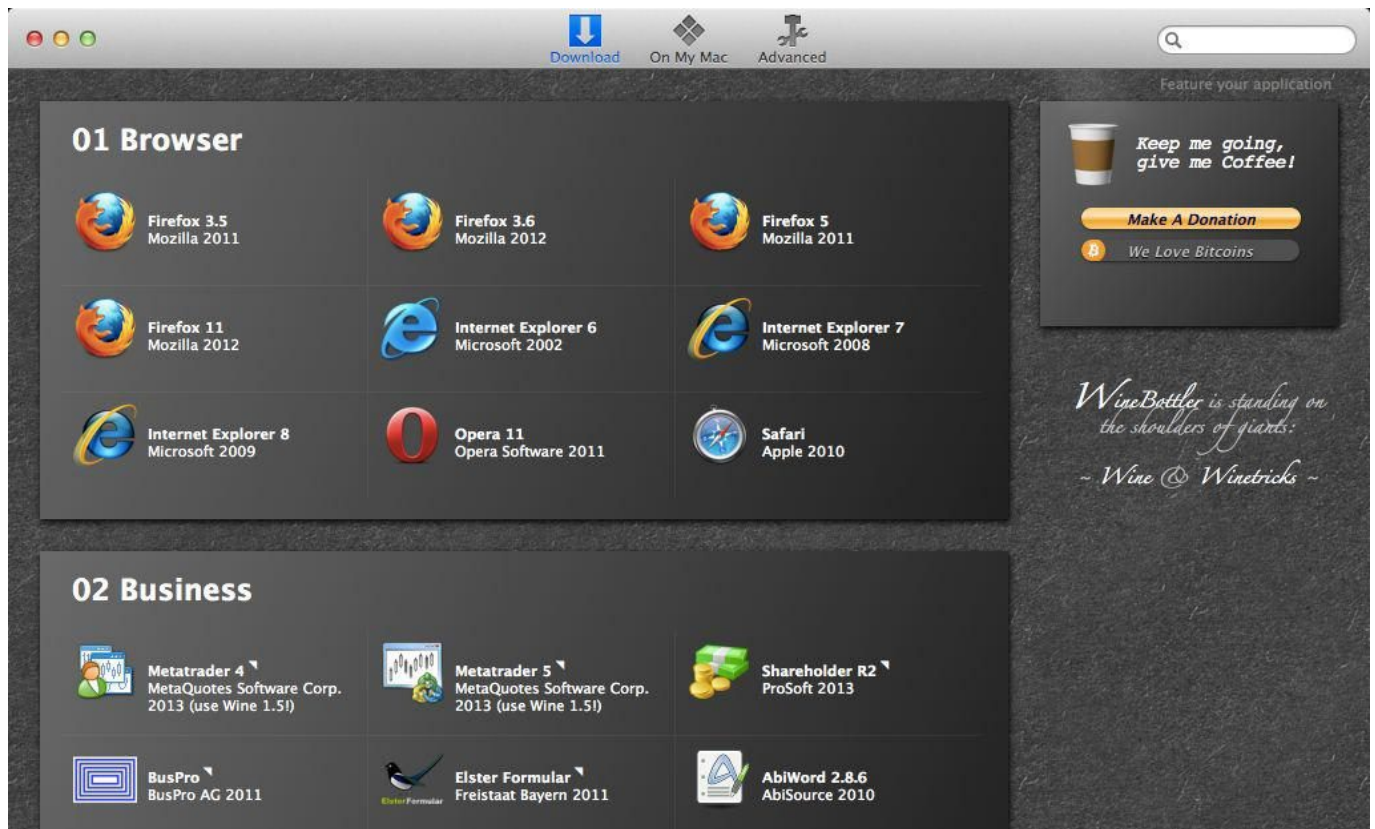 Download
On My Mac
Advanced
Feature your application
01 Browser
Firefox 3.5
Mozilla 2011
Firefox 3.6
Mozilla 2012
Firefox 5
Mozilla 2011
Firefox 11
Mozilla 2012
Internet Explorer 6
Microsoft 2002
Internet Explorer 7
Microsoft 2008
Internet Explorer 8
Microsoft 2009
Opera 11
Opera Software 2011
Safari
Apple 2010
Keep me going,
give me Coffee!
Make A Donation
We Love Bitcoins
WineBottler is standing on
the shoulders of giants:
~ Wine & Winetricks ~
02 Business
Metatrader 4
MetaQuotes Software Corp.
2013 (use Wine 1.5!)
Metatrader 5
MetaQuotes Software Corp.
2013 (use Wine 1.5!)
Shareholder R2
ProSoft 2013
BusPro
BusPro AG 2011
ElsterFormular
Elster Formular
Freistaat Bayern 2011
AbiWord 2.8.6
AbiSource 2010